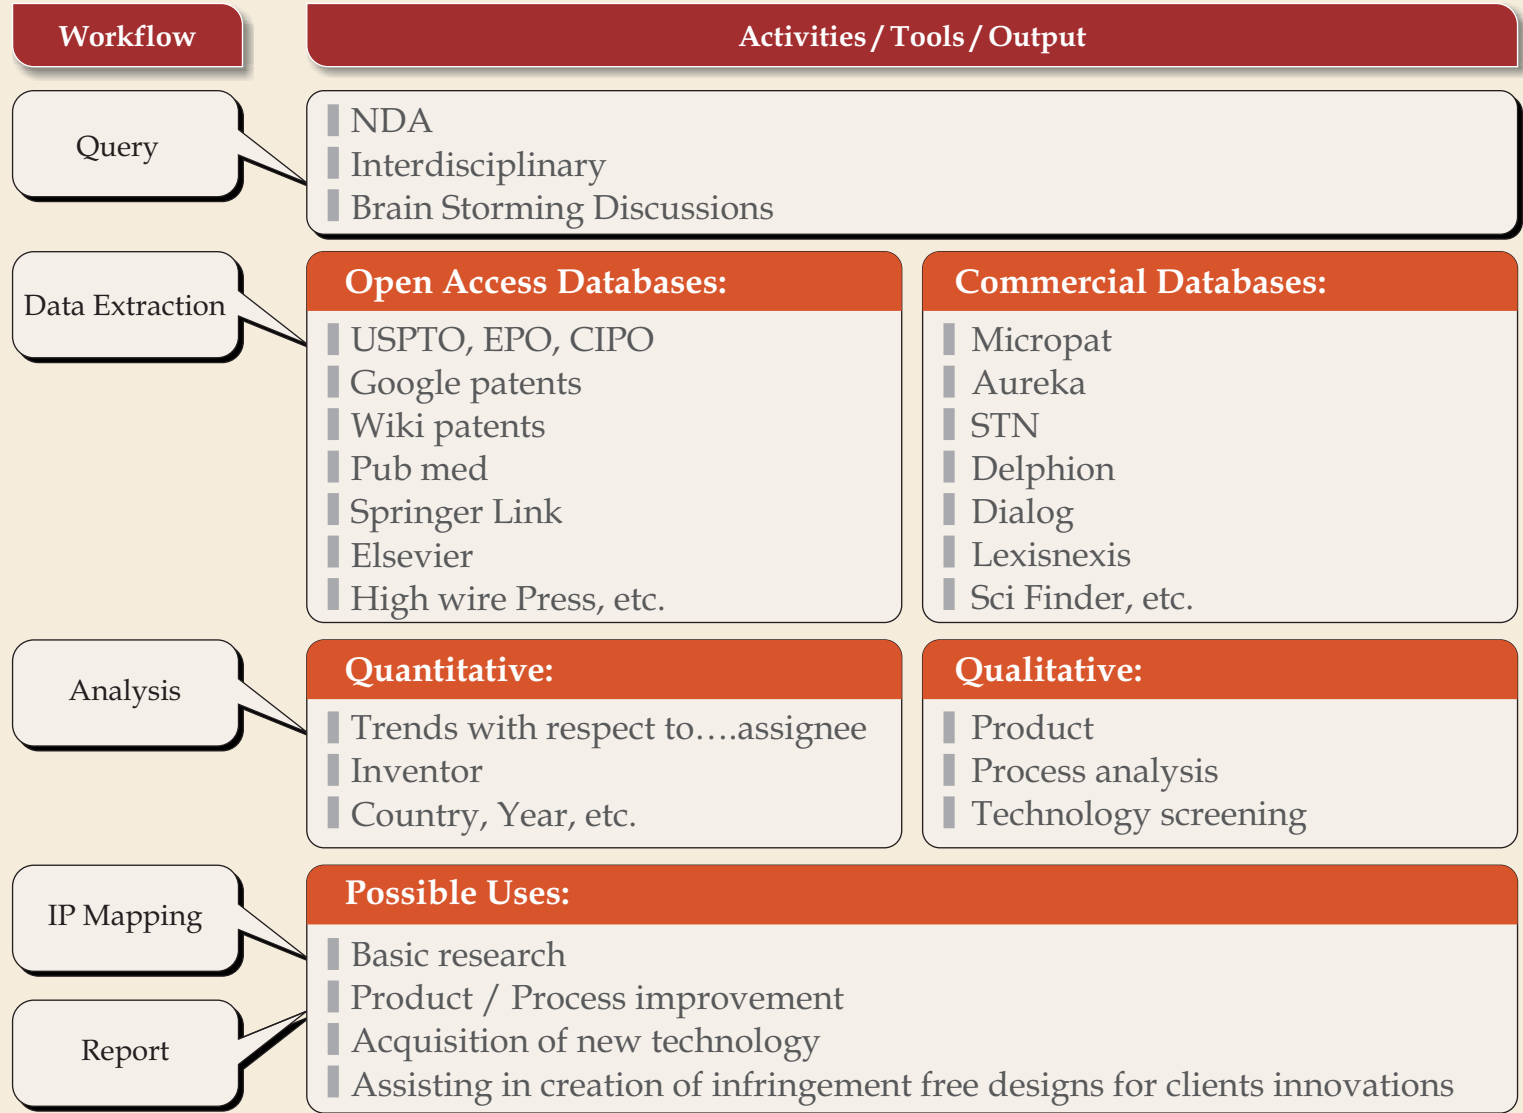 Workflow
Activities / Tools / Output
Query
NDA
Interdisciplinary
Brain Storming Discussions
Data Extraction
Open Access Databases:
USPTO, EPO, CIPO
Google patents
Wiki patents
Pub med
Springer Link
Elsevier
High wire Press, etc.
Commercial Databases:
Micropat
Aureka
STN
Delphion
Dialog
Lexisnexis
Sci Finder, etc.
Analysis
Quantitative:
Trends with respect to....assignee
Inventor
Country, Year, etc.
Qualitative:
Product
Process analysis
Technology screening
IP Mapping
Report
Possible Uses:
Basic research
Product / Process improvement
Acquisition of new technology
Assisting in creation of infringement free designs for clients innovations